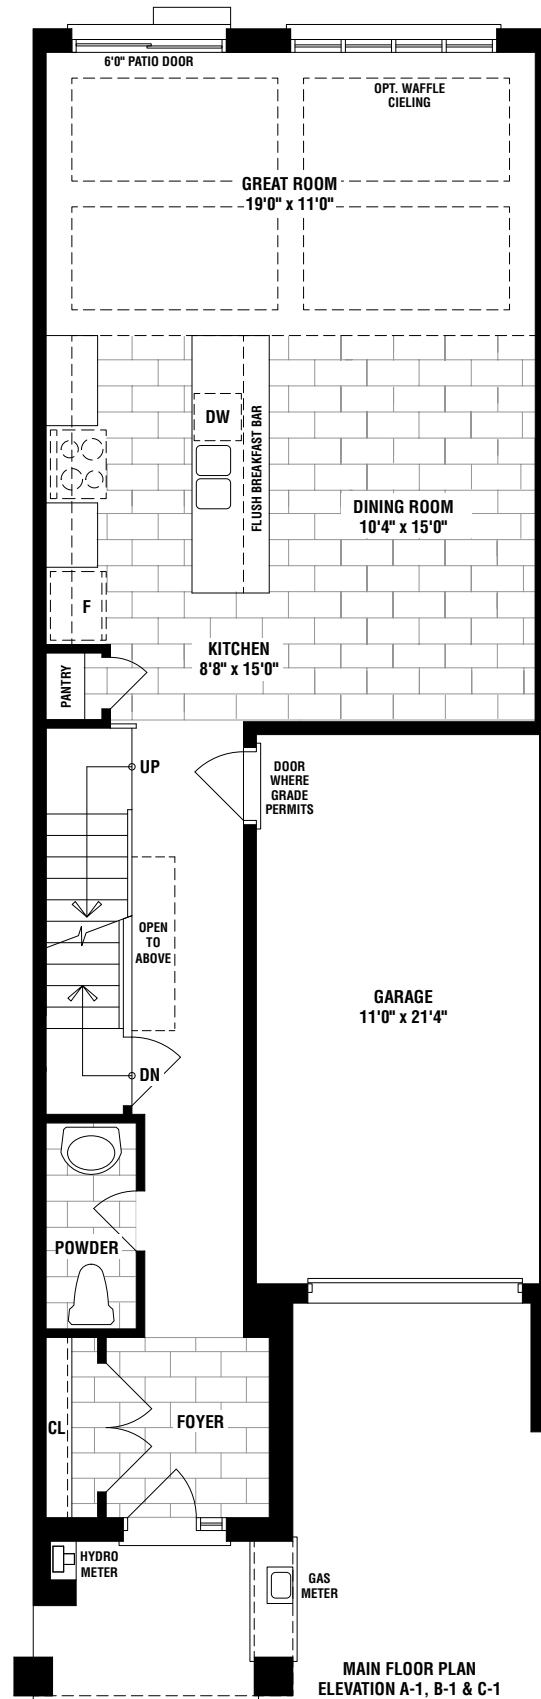 6'0" PATIO DOOR
OPT. WAFFLE
CIELING
GREAT ROOM
19'0" x 11'0"
DW
FLUSH BREAKFAST BAR
DINING ROOM
10'4" x 15'0"
F
KITCHEN
8'8" x 15'0"
PANTRY
UP
DOOR
WHERE
GRADE
PERMITS
OPEN
TO
ABOVE
GARAGE
11'0" x 21'4"
DN
POWDER
CL
FOYER
HYDRO
METER
GAS
METER
MAIN FLOOR PLAN
ELEVATION A-1, B-1 & C-1